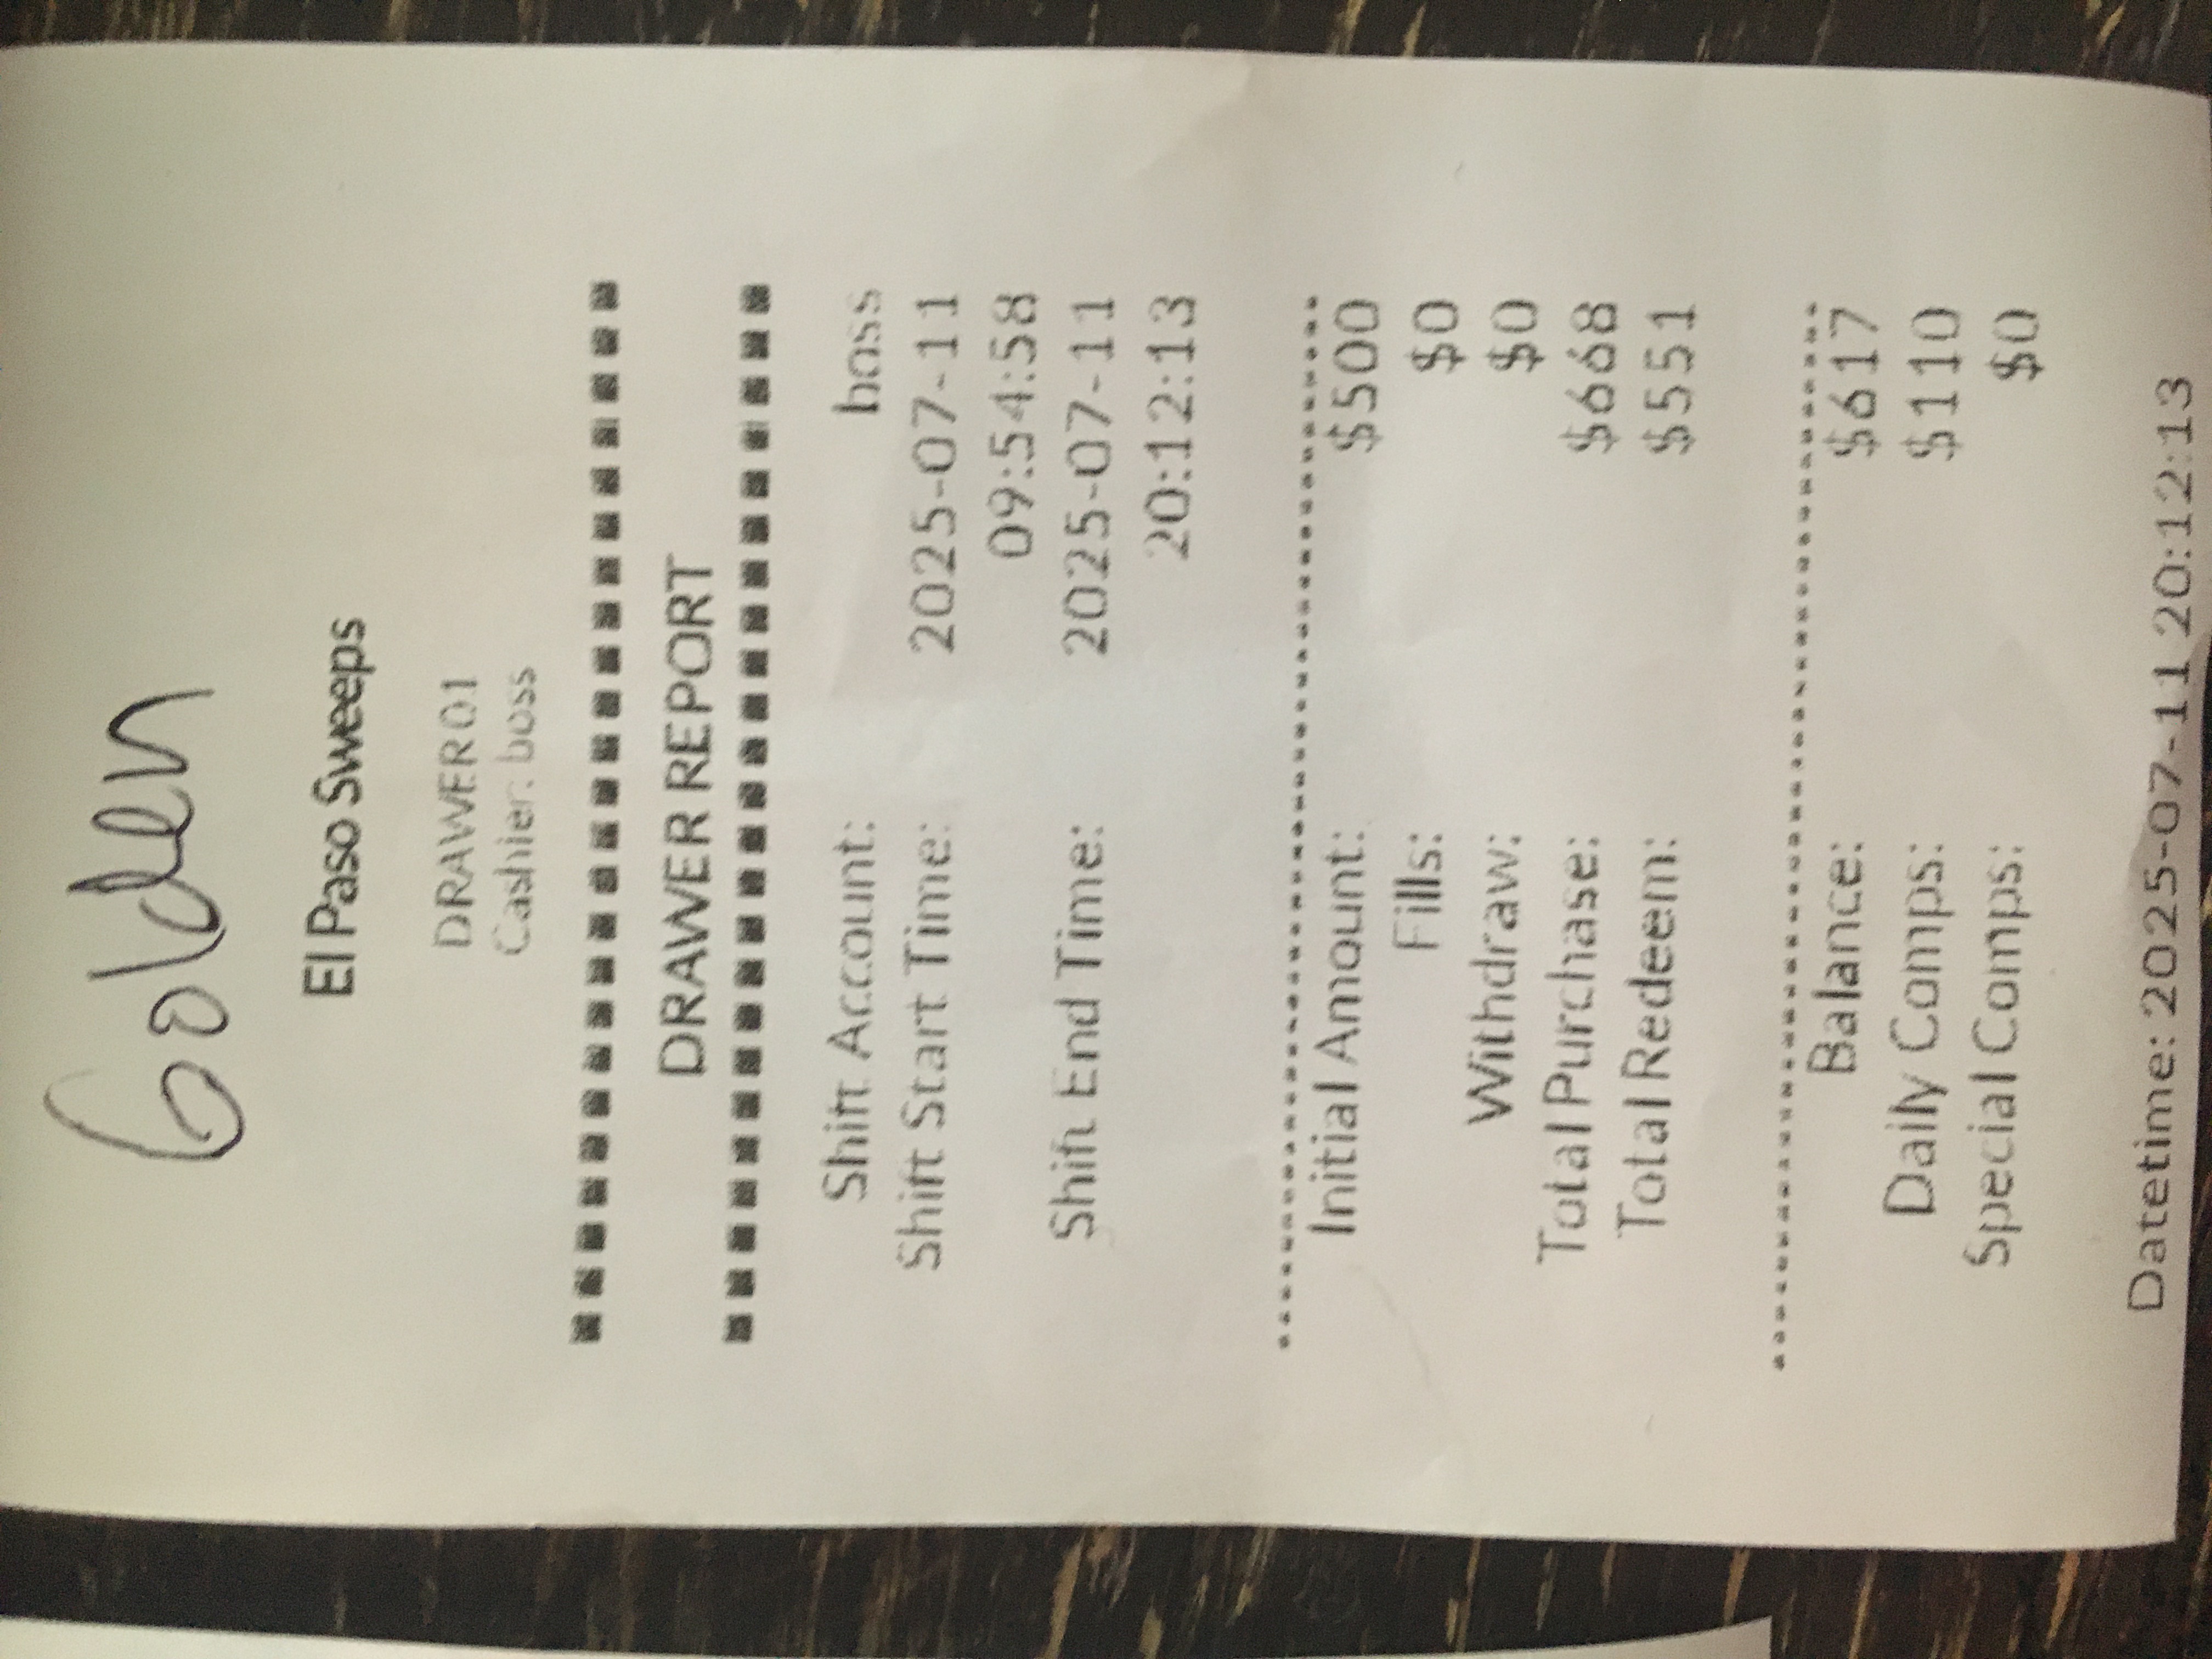 Golden
El Paso Sweeps
DRAWER 01
Cashier: boss
DRAWER REPORT
Shift Account: boss
Shift Start Time: 2025-07-11
09:54:58
Shift End Time: 2025-07-11
20:12:13
Initial Amount: $500
Fills: $0
Withdraw: $0
Total Purchase: $668
Total Redeem: $551
Balance: $617
Daily Comps: $110
Special Comps: $0
Datetime: 2025-07-11 20:12:13